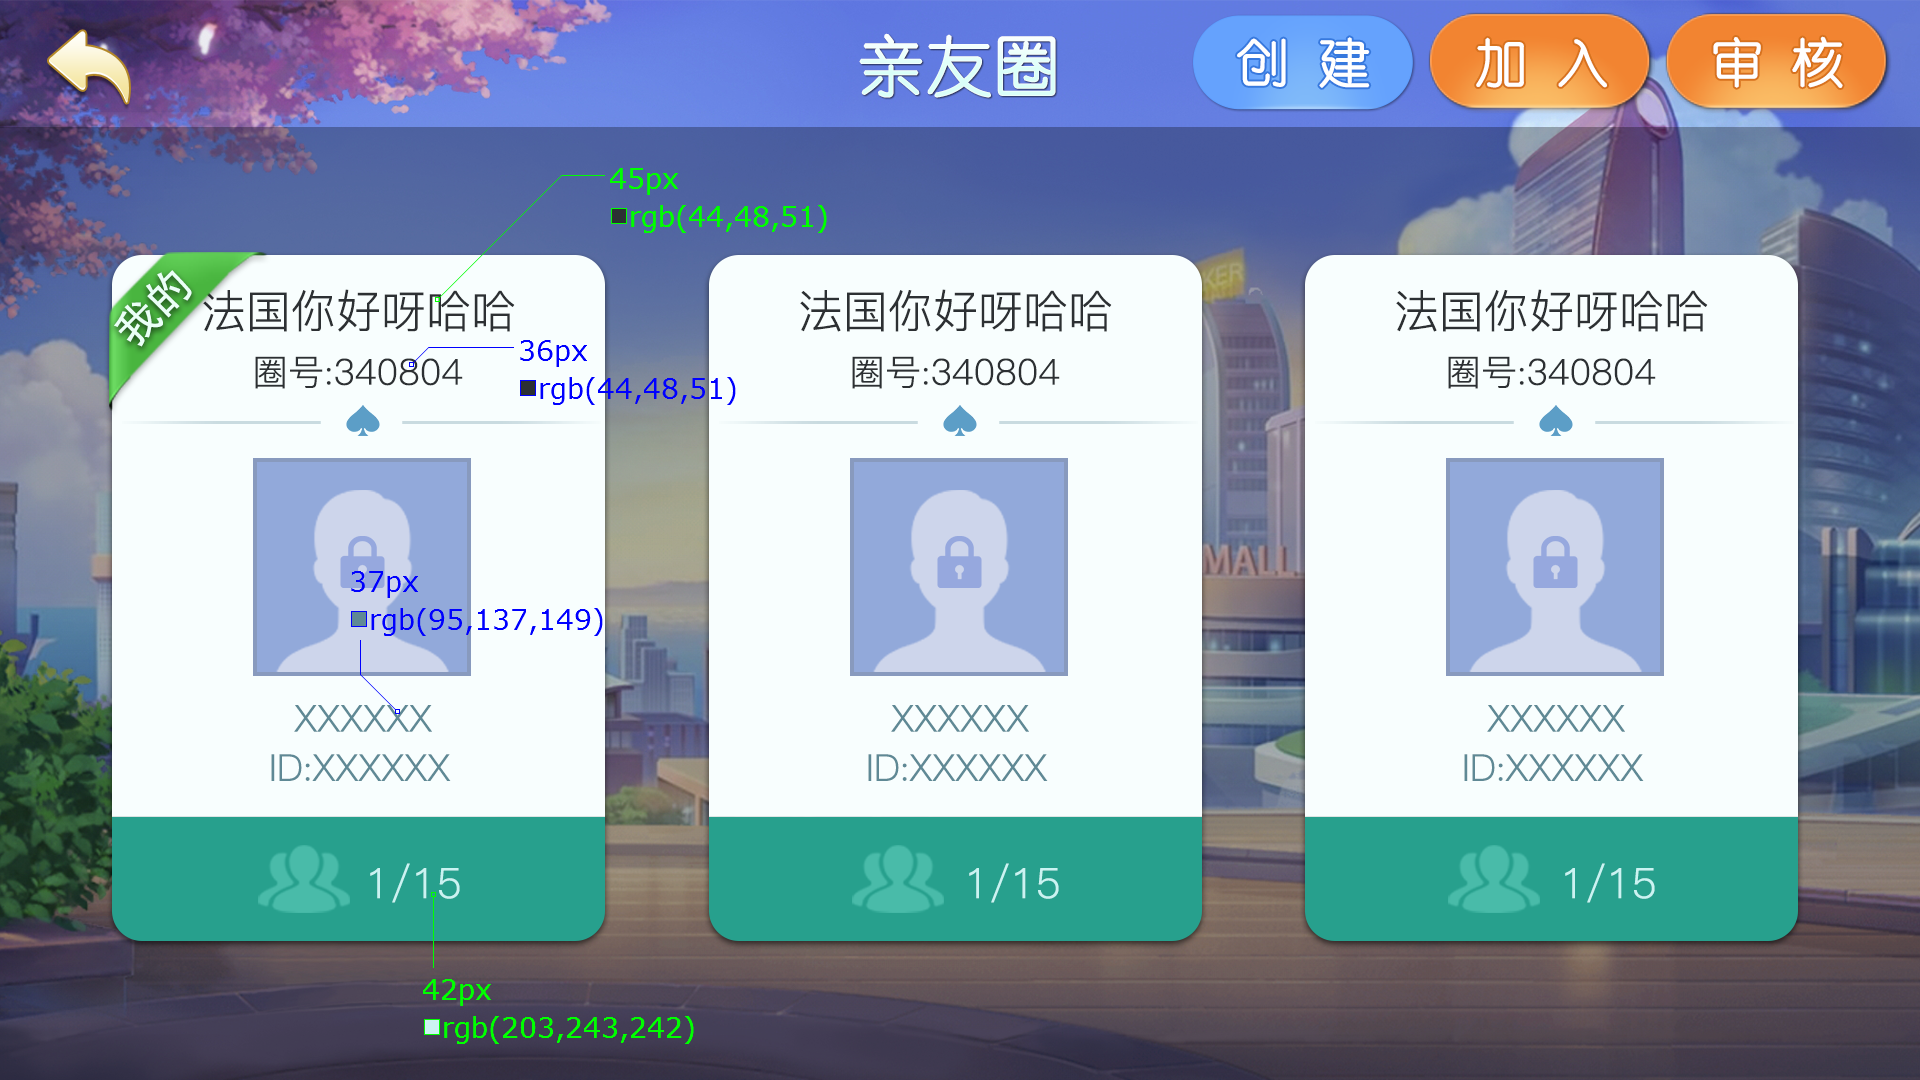 亲友圈
创 建
加 入
审 核
45px
rgb(44,48,51)
我的
法国你好呀哈哈
圈号:340804
36px
rgb(44,48,51)
37px
rgb(95,137,149)
XXXXXX
ID:XXXXXX
1/15
42px
rgb(203,243,242)
法国你好呀哈哈
圈号:340804
XXXXXX
ID:XXXXXX
1/15
法国你好呀哈哈
圈号:340804
XXXXXX
ID:XXXXXX
1/15
KER
MALL